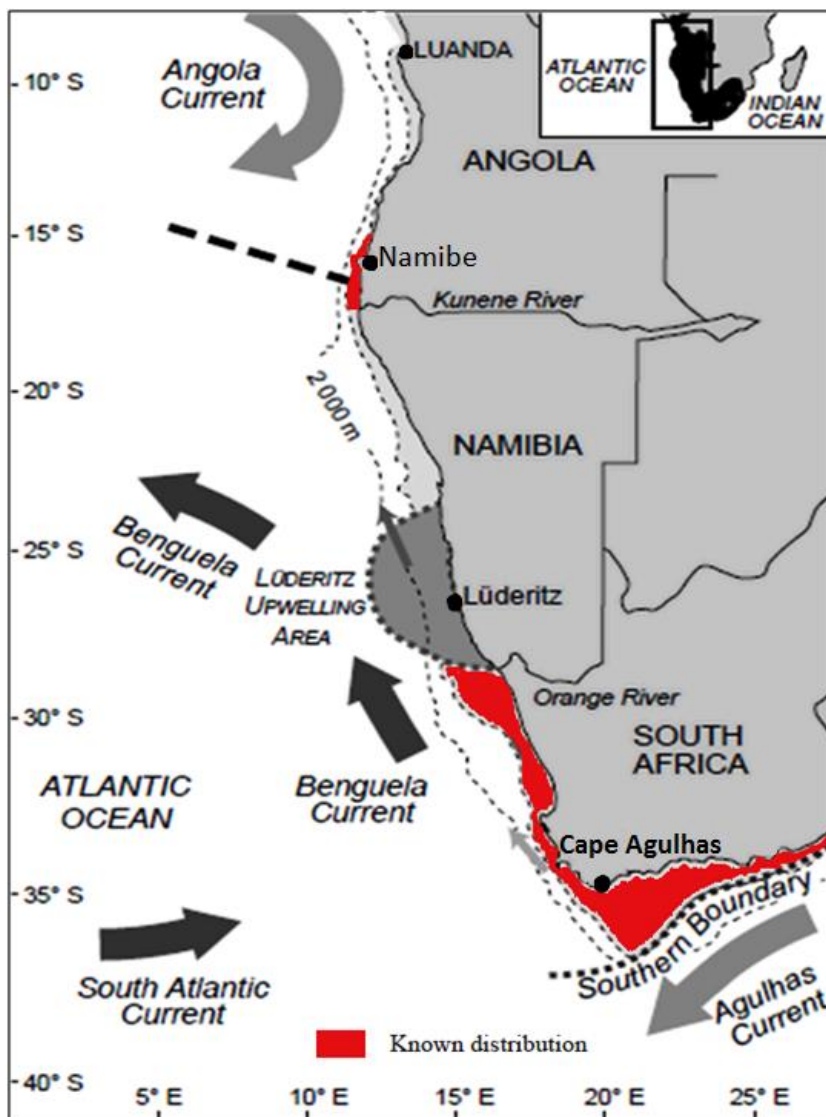 LUANDA
Angola
Current
ATLANTIC
OCEAN
INDIAN
OCEAN
10° S
ANGOLA
15° S
Namibe
Kunene River
20° S
2 000 m
NAMIBIA
Benguela
Current
25° S
LÜDERITZ
UPWELLING
AREA
Lüderitz
Orange River
30° S
SOUTH
AFRICA
ATLANTIC
OCEAN
Benguela
Current
Cape Agulhas
35° S
Southern Boundary
South Atlantic
Current
Agulhas
Current
Known distribution
40° S
5° E
10° E
15° E
20° E
25° E